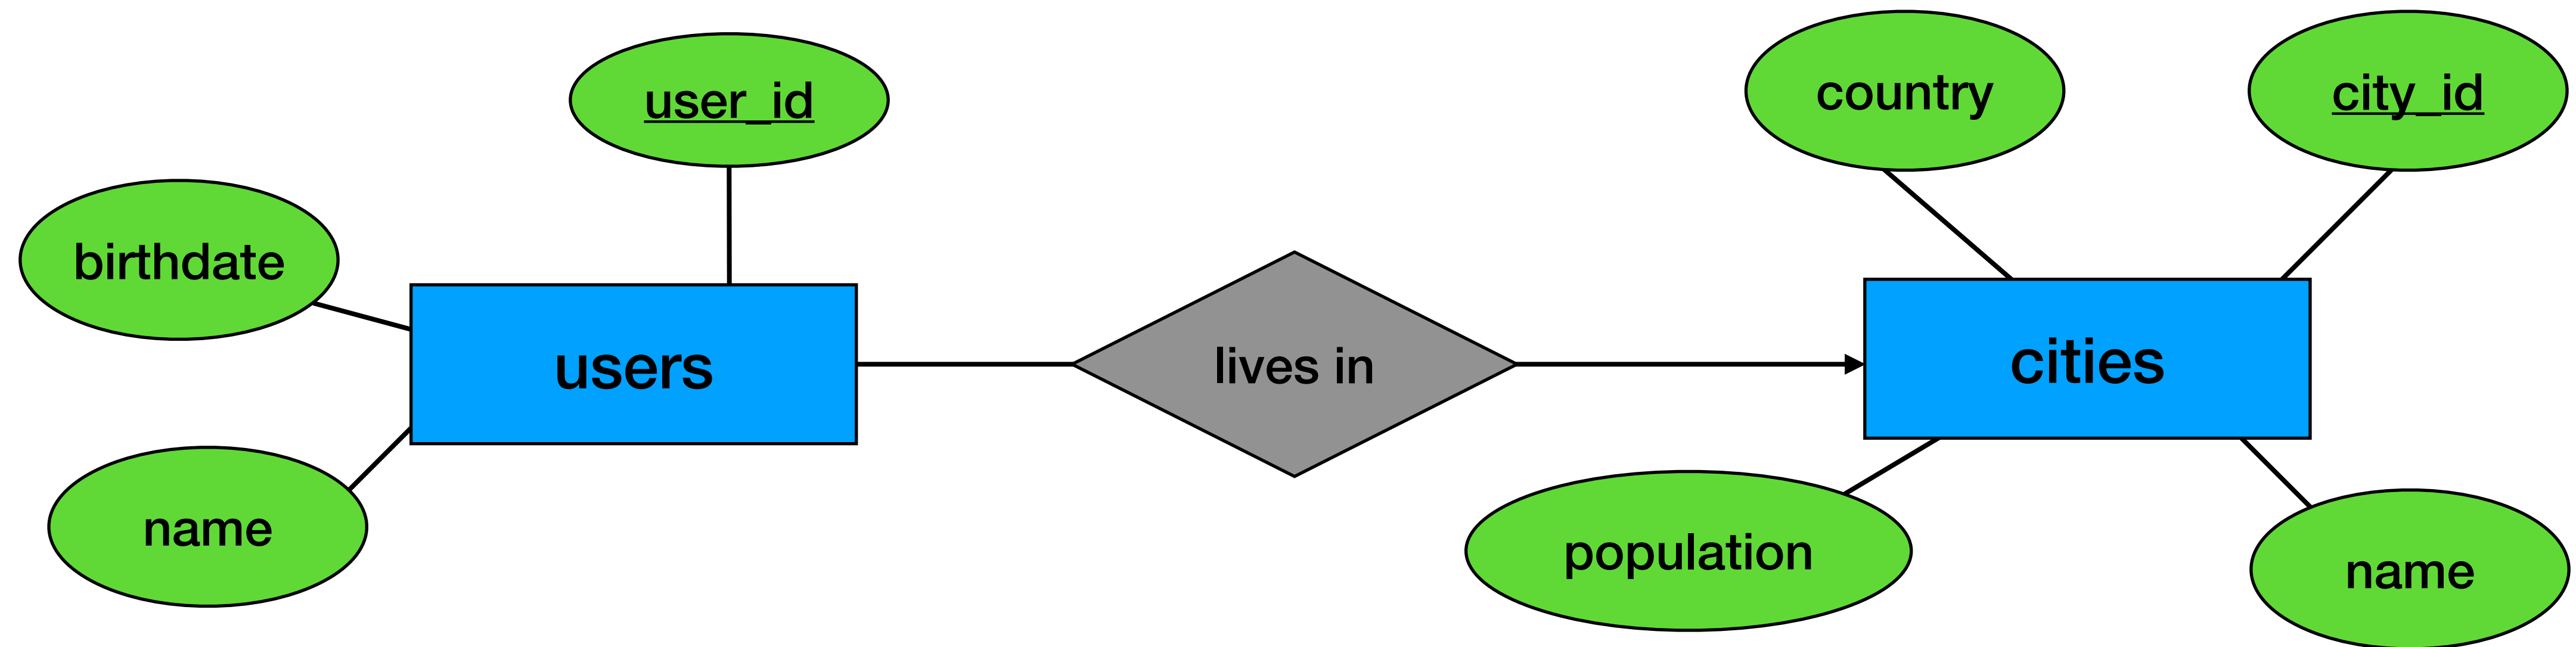 user_id
birthdate
users
name
lives in
country
city_id
cities
population
name